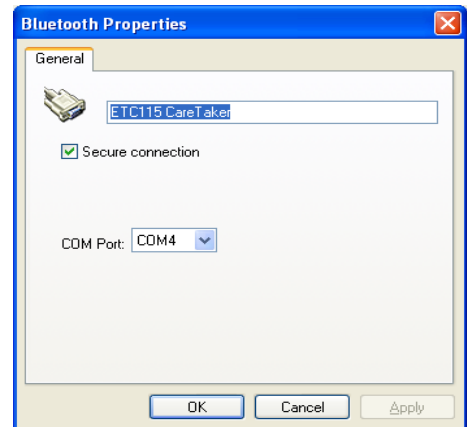 Bluetooth Properties
General
ETC115 CareTaker
Secure connection
COM Port: COM4
OK Cancel Apply